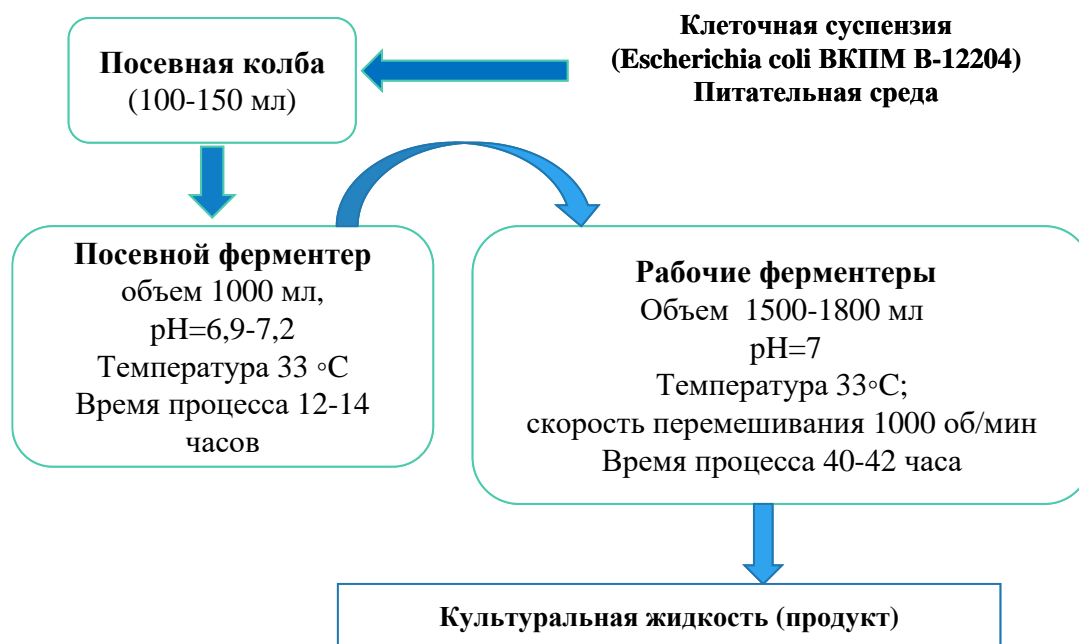 Посевная колба
(100-150 мл)
Клеточная суспензия
(Escherichia coli ВКПМ В-12204)
Питательная среда
Посевной ферментер
объем 1000 мл,
pH=6,9-7,2
Температура 33 ◦С
Время процесса 12-14
часов
Рабочие ферментеры
Объем 1500-1800 мл
pH=7
Температура 33◦С;
скорость перемешивания 1000 об/мин
Время процесса 40-42 часа
Культуральная жидкость (продукт)